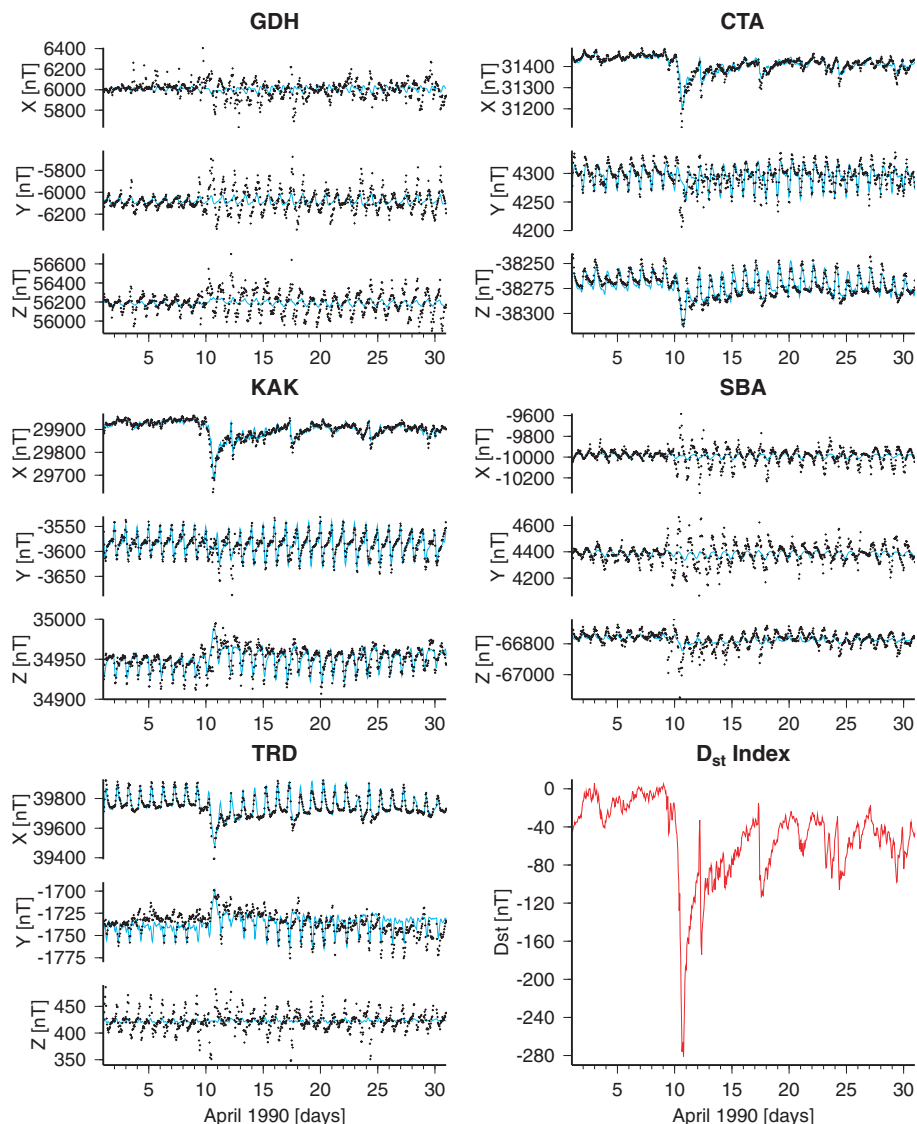 GDH
X [nT]
6400
6200
6000
5800
Y [nT]
-5800
-6000
-6200
Z [nT]
56600
56400
56200
56000
5 10 15 20 25 30
CTA
X [nT]
31400
31300
31200
Y [nT]
4300
4250
4200
Z [nT]
-38250
-38275
-38300
5 10 15 20 25 30
KAK
X [nT]
29900
29800
29700
Y [nT]
-3550
-3600
-3650
Z [nT]
35000
34950
34900
5 10 15 20 25 30
SBA
X [nT]
-9600
-9800
-10000
-10200
Y [nT]
4600
4400
4200
Z [nT]
-66800
-67000
5 10 15 20 25 30
TRD
X [nT]
39800
39600
39400
Y [nT]
-1700
-1725
-1750
-1775
Z [nT]
450
400
350
5 10 15 20 25 30
April 1990 [days]
Dst Index
Dst [nT]
0
-40
-80
-120
-160
-200
-240
-280
5 10 15 20 25 30
April 1990 [days]